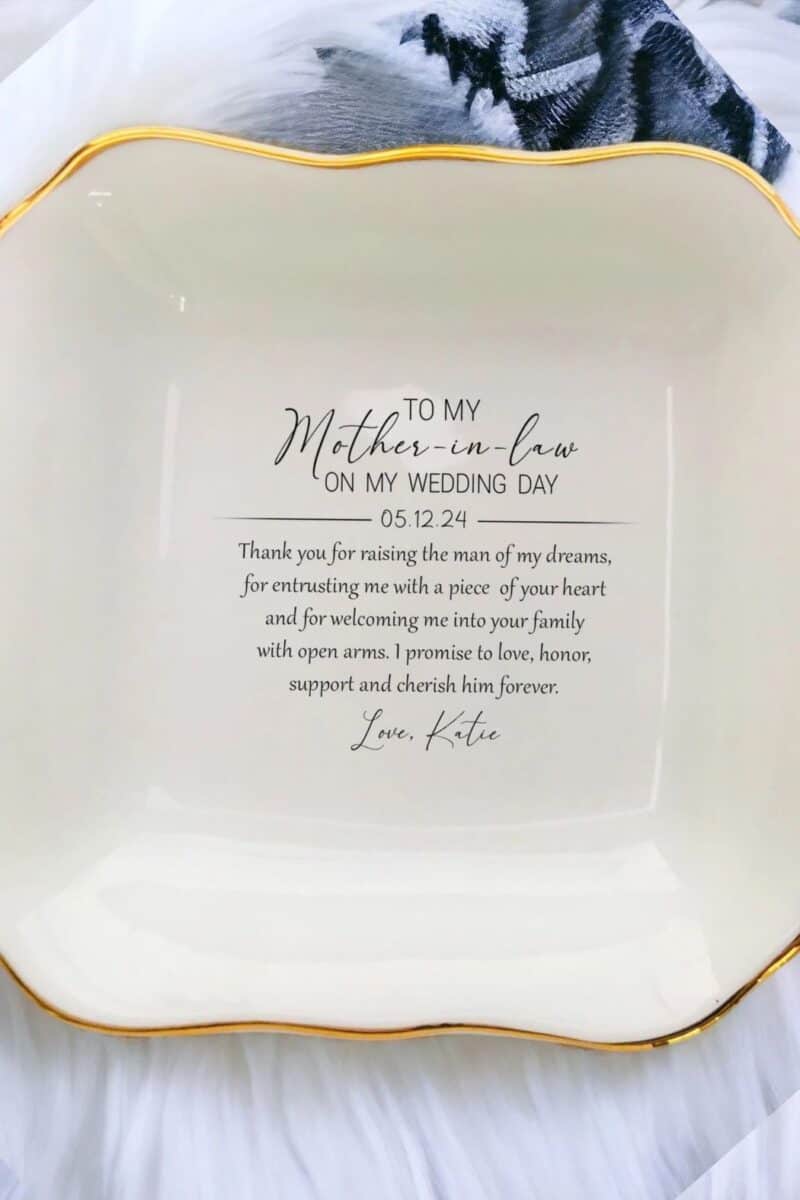 TO MY
Mother-in-law
ON MY WEDDING DAY
05.12.24
Thank you for raising the man of my dreams,
for entrusting me with a piece of your heart
and for welcoming me into your family
with open arms. I promise to love, honor,
support and cherish him forever.
Love, Katie